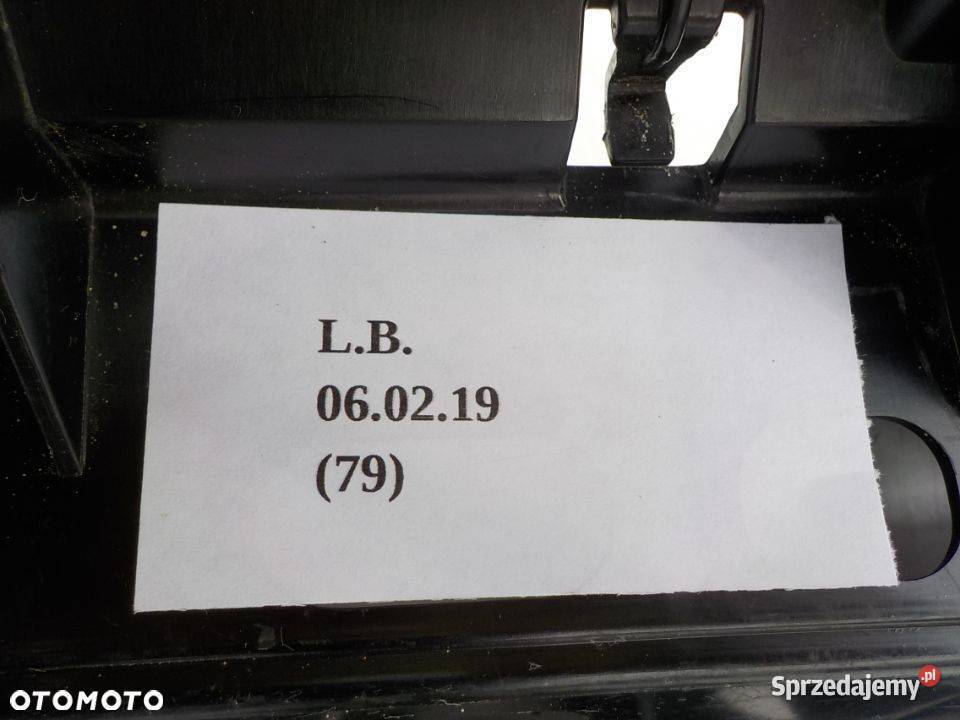 L.B.
06.02.19
(79)
OTOMOTO
Sprzedajemy.pl